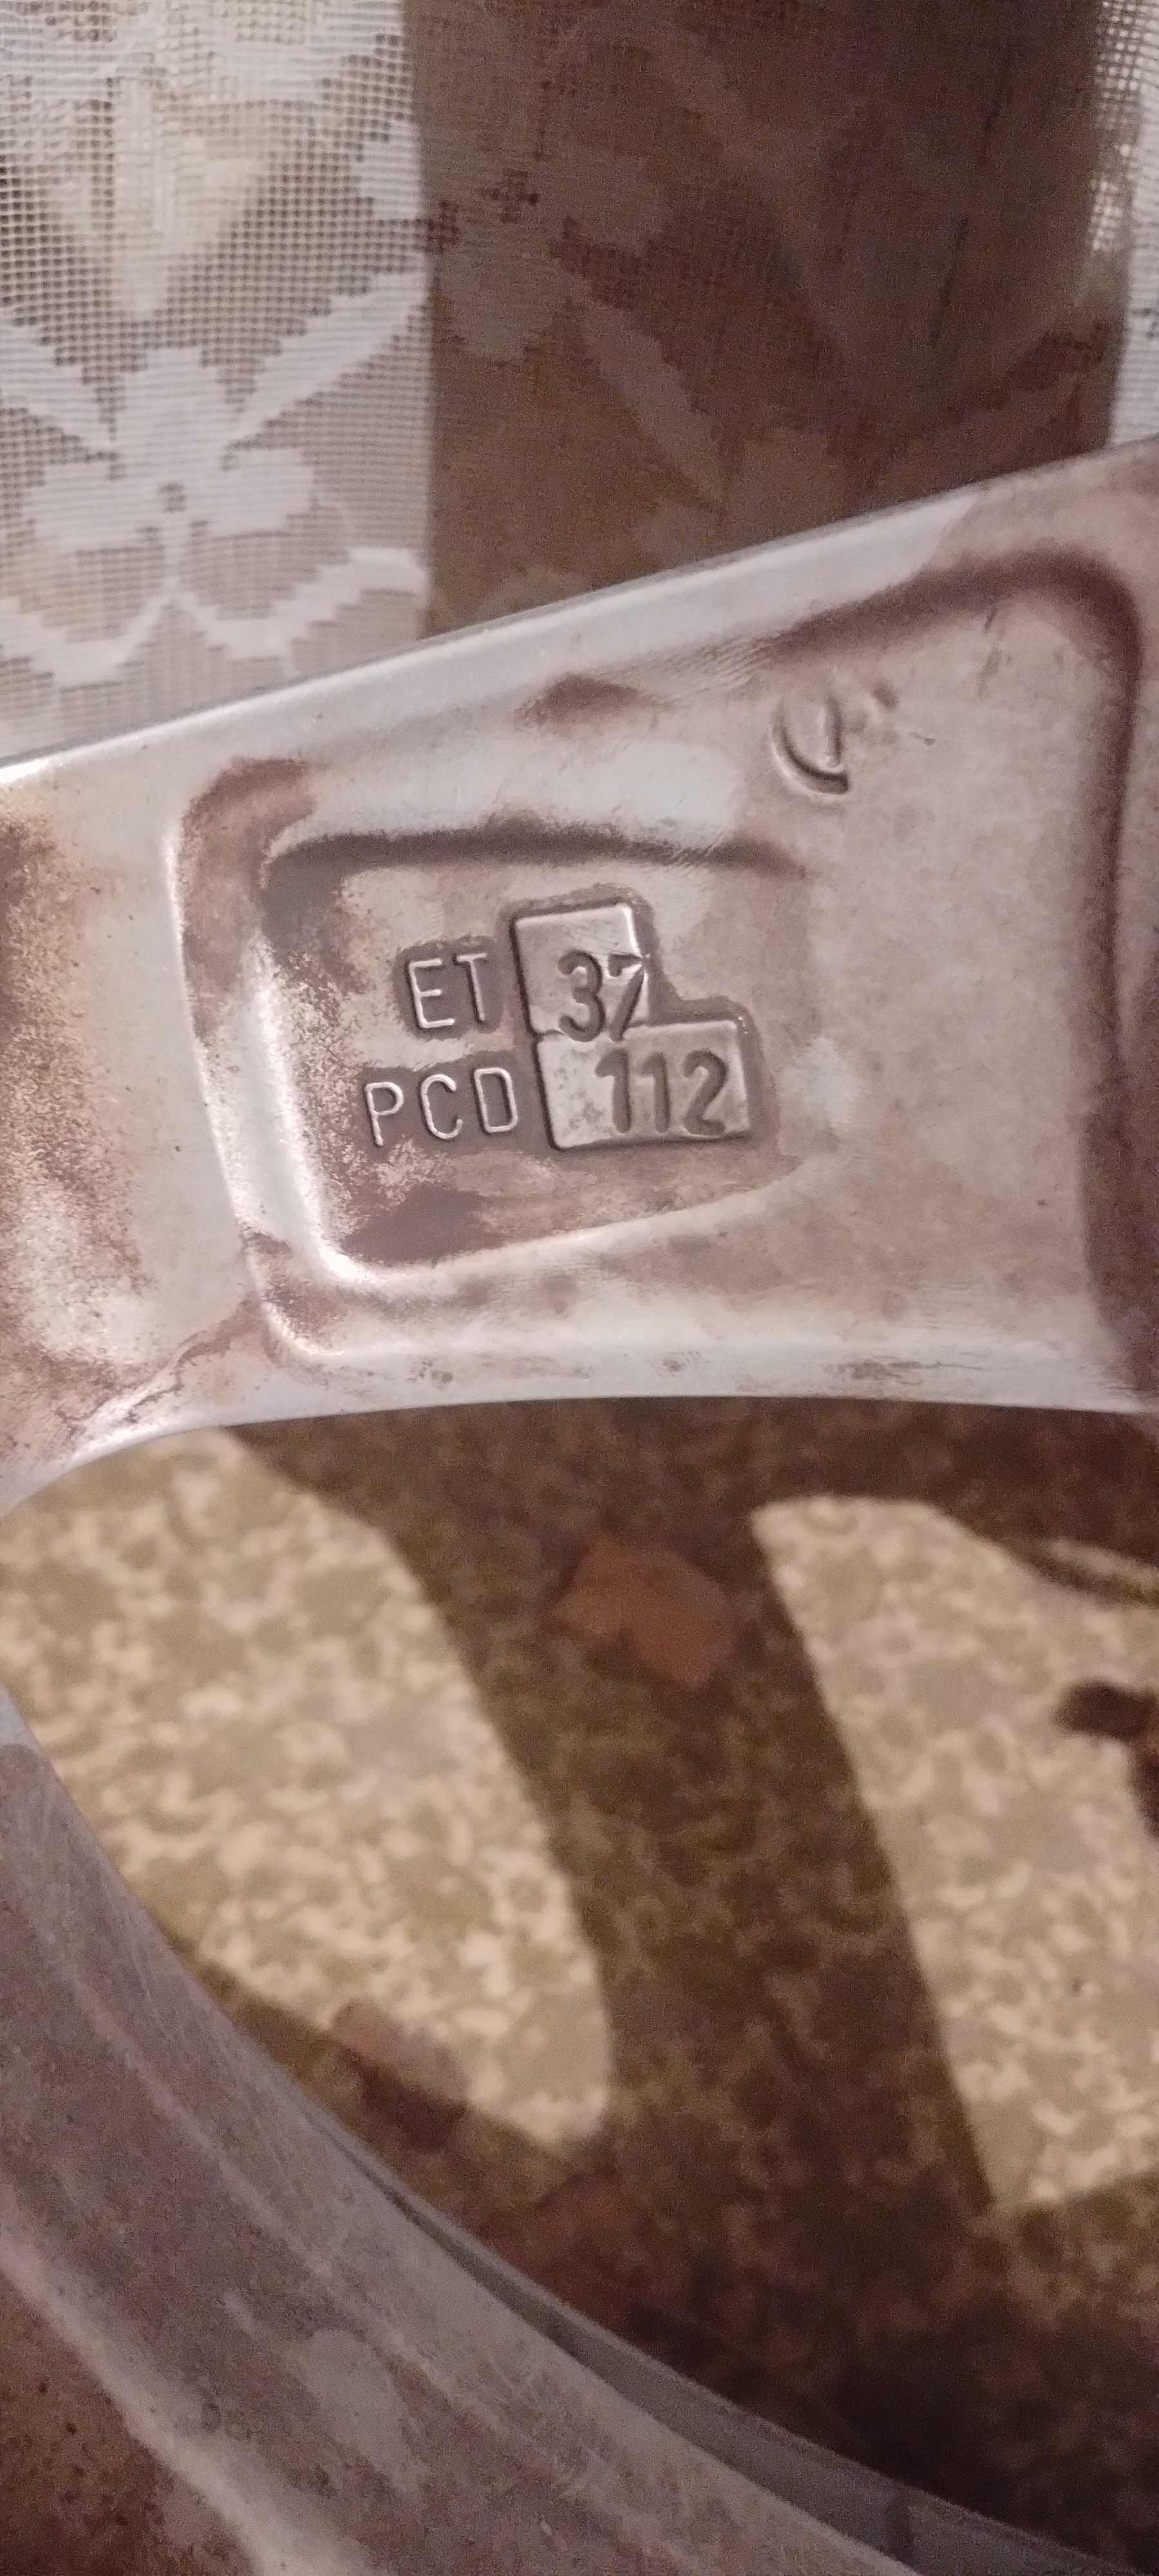 ET 37
PCD 112